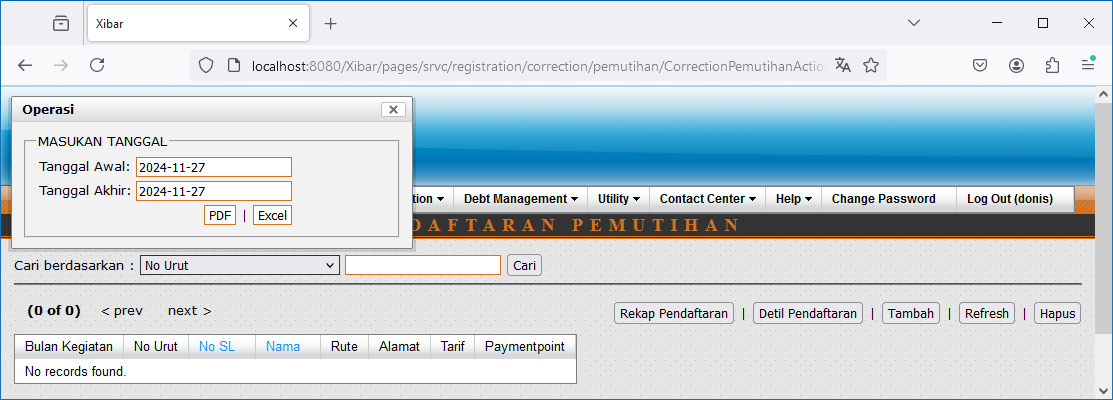 Xibar
localhost:8080/Xibar/pages/srvc/registration/correction/pemutihan/CorrectionPemutihanAction
Operasi
MASUKAN TANGGAL
Tanggal Awal: 2024-11-27
Tanggal Akhir: 2024-11-27
PDF | Excel
tion Debt Management Utility Contact Center Help Change Password Log Out (donis)
DAFTARAN PEMUTIHAN
Cari berdasarkan : No Urut Cari
(0 of 0) < prev next > Rekap Pendaftaran | Detil Pendaftaran | Tambah | Refresh | Hapus
Bulan Kegiatan No Urut No SL Nama Rute Alamat Tarif Paymentpoint
No records found.